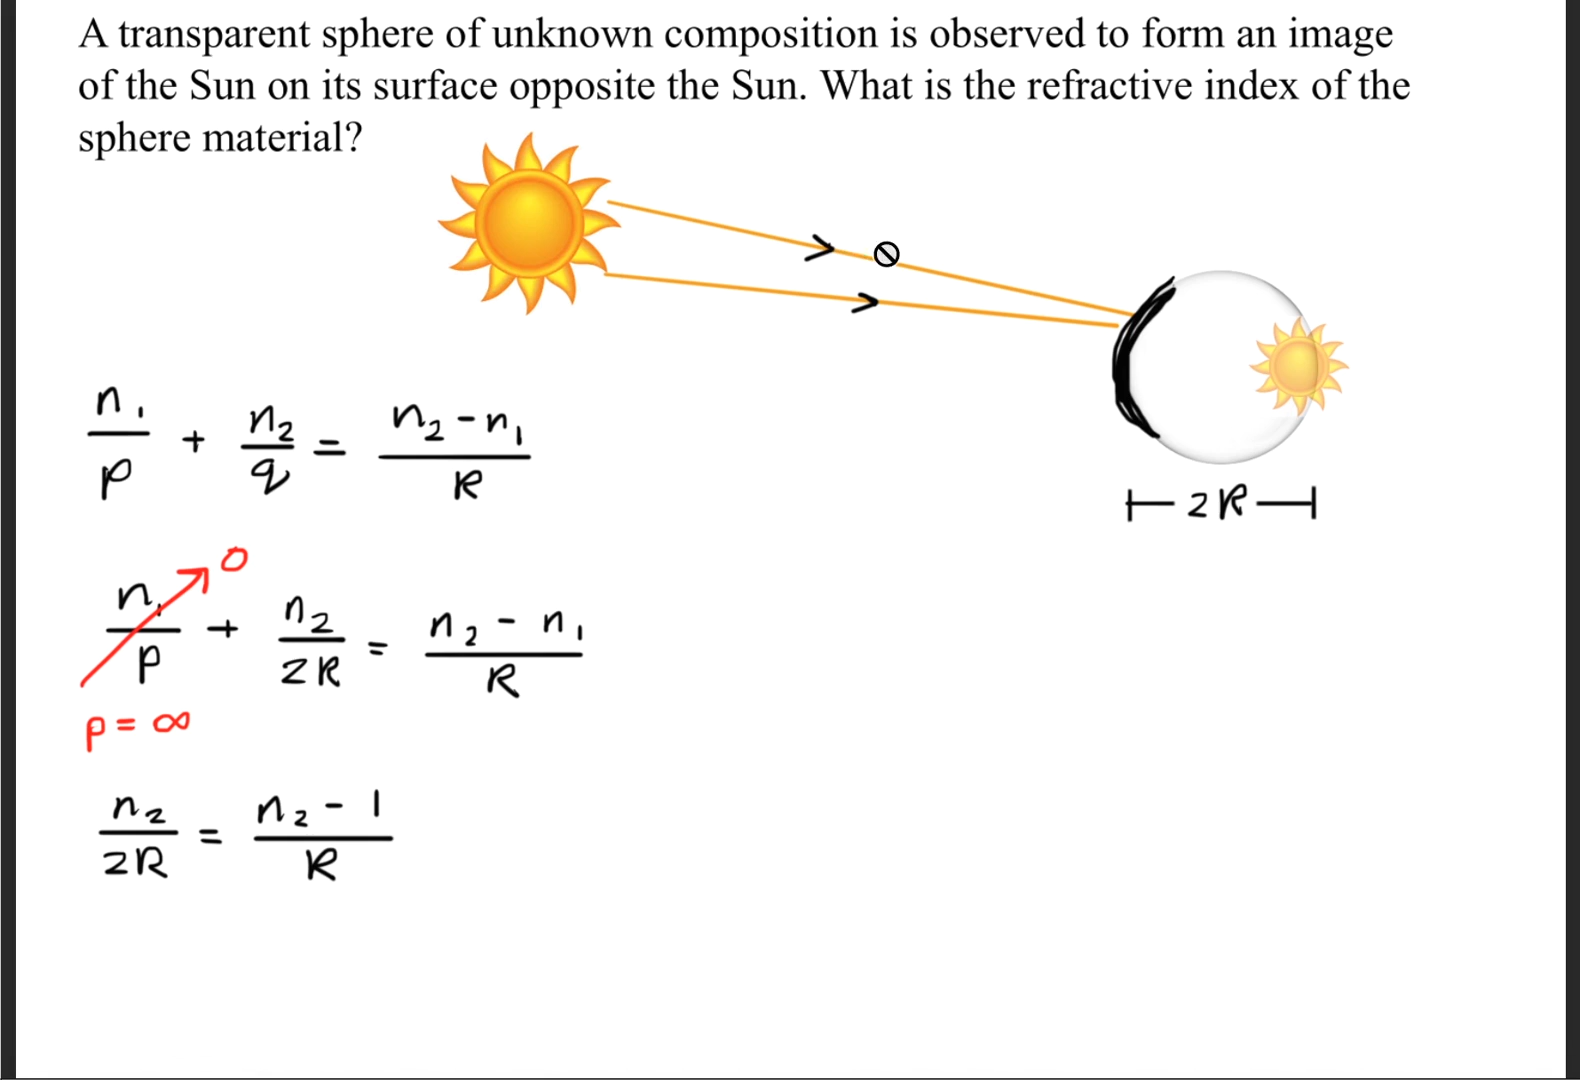 A transparent sphere of unknown composition is observed to form an image
of the Sun on its surface opposite the Sun. What is the refractive index of the
sphere material?
n₁/p + n₂/q = n₂-n₁/R
2R
n₁/p → 0 + n₂/2R = n₂ - n₁/R
p = ∞
n₂/2R = n₂ - 1/R